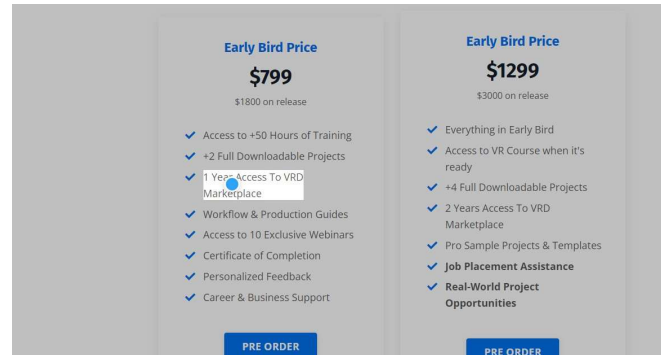 Early Bird Price
$799
$1800 on release
Access to +50 Hours of Training
+2 Full Downloadable Projects
1 Year Access To VRD
Marketplace
Workflow & Production Guides
Access to 10 Exclusive Webinars
Certificate of Completion
Personalized Feedback
Career & Business Support
PRE ORDER
Early Bird Price
$1299
$3000 on release
Everything in Early Bird
Access to VR Course when it's
ready
+4 Full Downloadable Projects
2 Years Access To VRD
Marketplace
Pro Sample Projects & Templates
Job Placement Assistance
Real-World Project
Opportunities
PRE ORDER